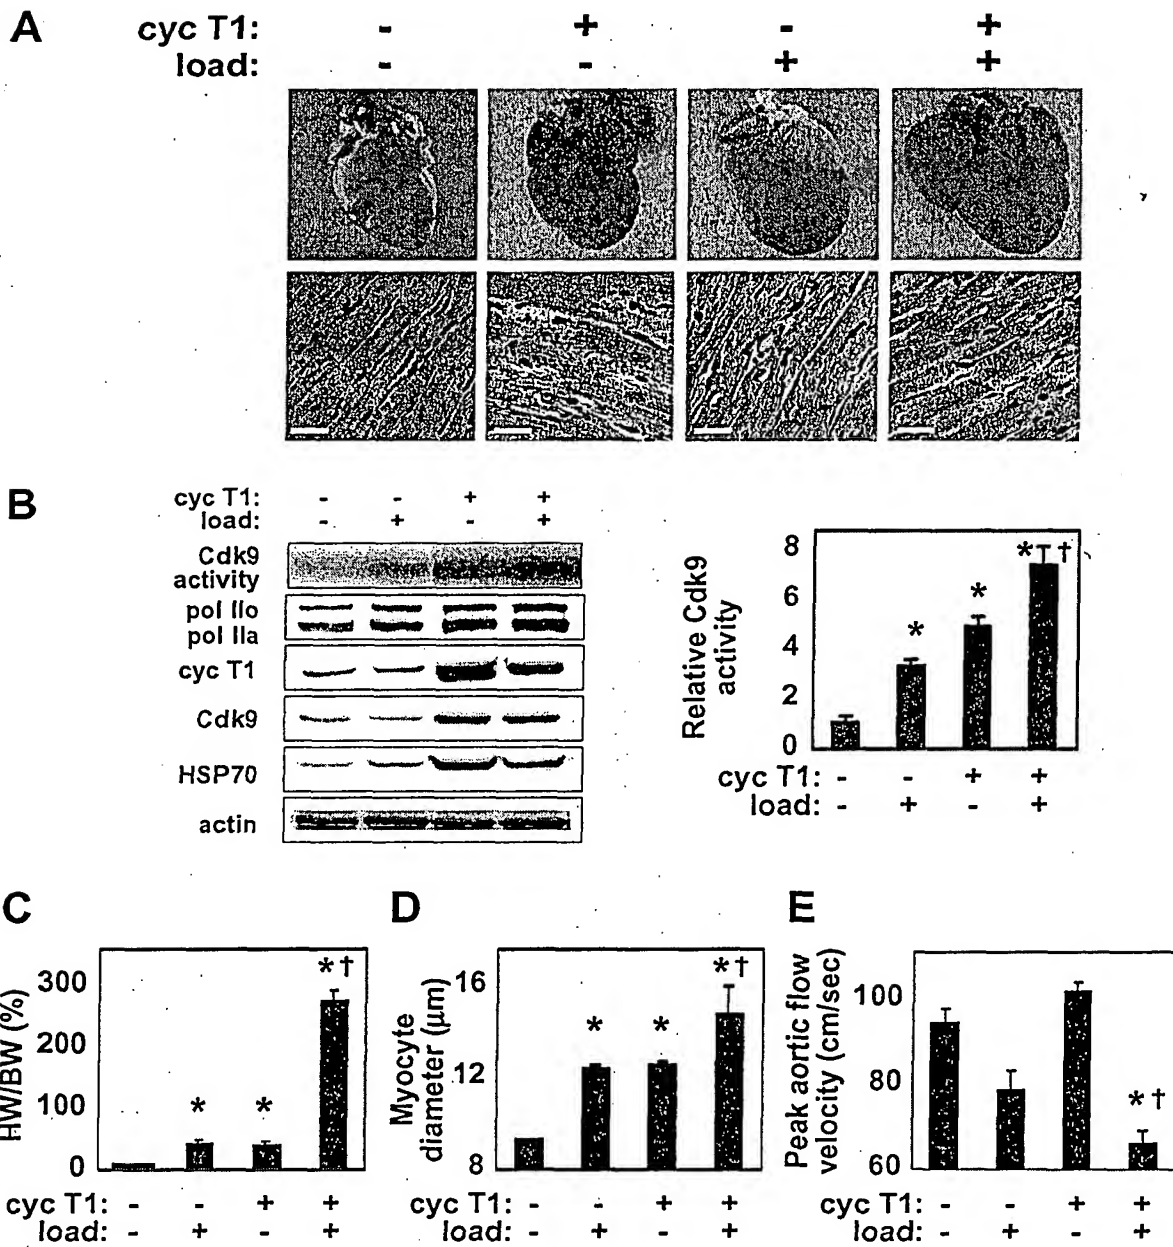 A
cyc T1: - + - +
load: - - + +
B
cyc T1: - - + +
load: - + - +
Cdk9
activity
pol IIo
pol IIa
cyc T1
Cdk9
HSP70
actin
Relative Cdk9
activity
8
6
4
2
0
* * * †
cyc T1: - - + +
load: - + - +
C
HW/BW (%)
300
200
100
0
* * * †
cyc T1: - - + +
load: - + - +
D
Myocyte
diameter (µm)
16
12
8
* * * †
cyc T1: - - + +
load: - + - +
E
Peak aortic flow
velocity (cm/sec)
100
80
60
* †
cyc T1: - - + +
load: - + - +